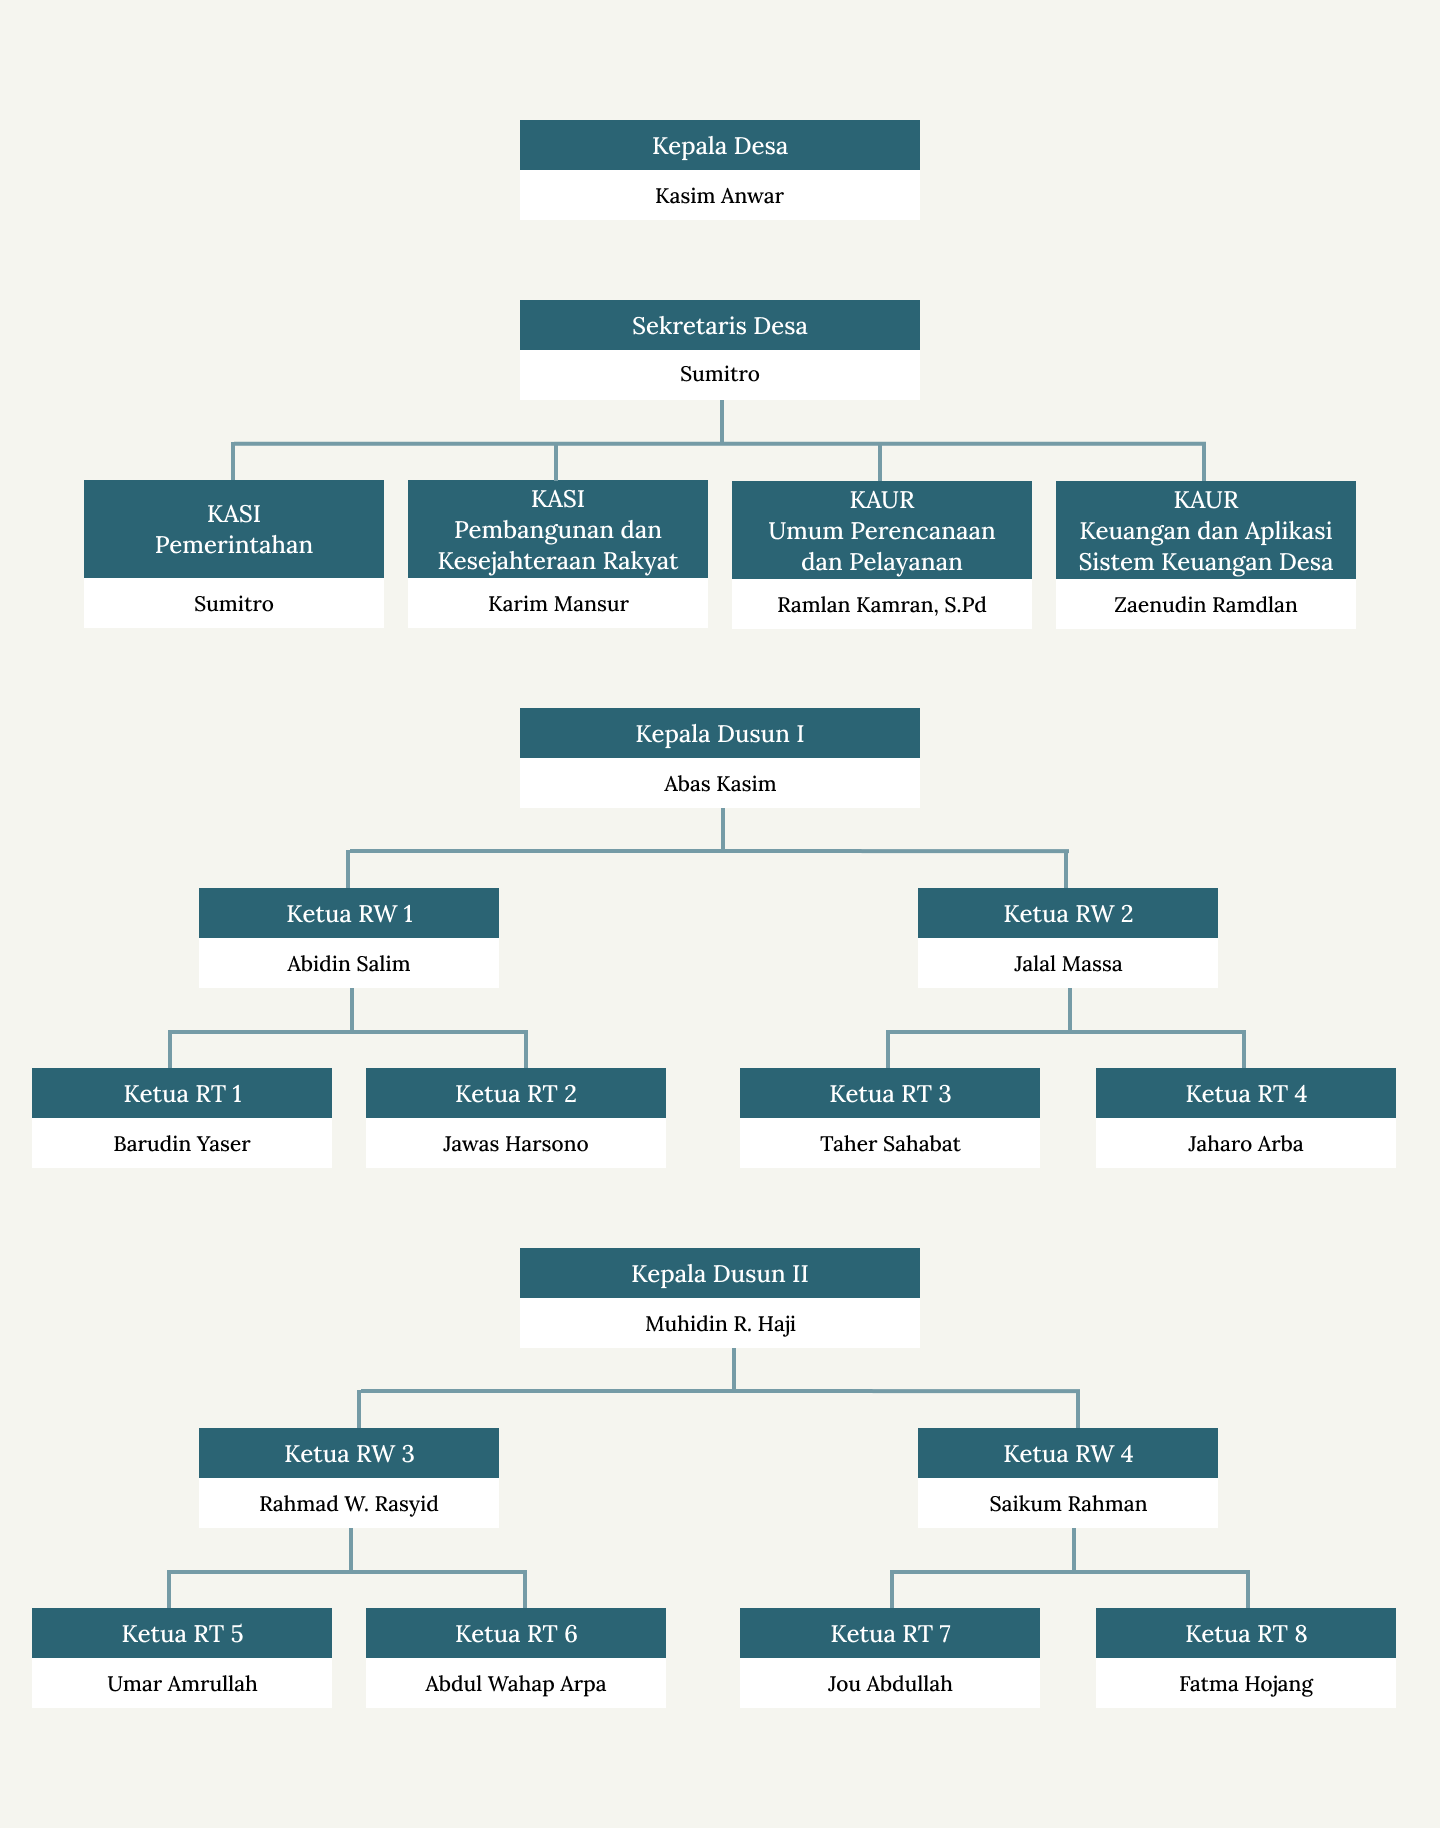 Kepala Desa
Kasim Anwar
Sekretaris Desa
Sumitro
KASI
Pemerintahan
Sumitro
KASI
Pembangunan dan
Kesejahteraan Rakyat
Karim Mansur
KAUR
Umum Perencanaan
dan Pelayanan
Ramlan Kamran, S.Pd
KAUR
Keuangan dan Aplikasi
Sistem Keuangan Desa
Zaenudin Ramdlan
Kepala Dusun I
Abas Kasim
Ketua RW 1
Abidin Salim
Ketua RW 2
Jalal Massa
Ketua RT 1
Barudin Yaser
Ketua RT 2
Jawas Harsono
Ketua RT 3
Taher Sahabat
Ketua RT 4
Jaharo Arba
Kepala Dusun II
Muhidin R. Haji
Ketua RW 3
Rahmad W. Rasyid
Ketua RW 4
Saikum Rahman
Ketua RT 5
Umar Amrullah
Ketua RT 6
Abdul Wahap Arpa
Ketua RT 7
Jou Abdullah
Ketua RT 8
Fatma Hojang